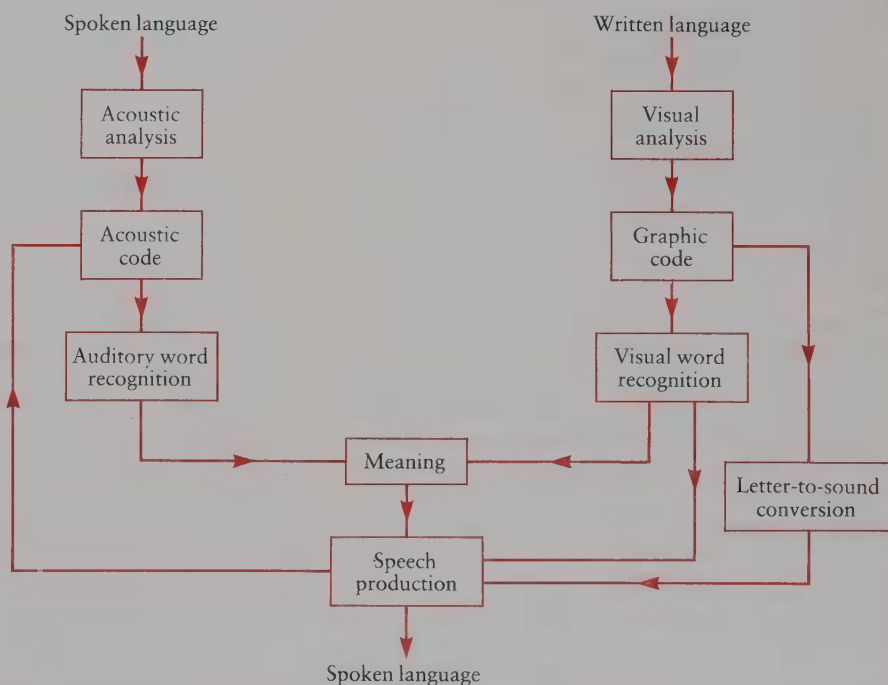 Spoken language
Written language
Acoustic
analysis
Visual
analysis
Acoustic
code
Graphic
code
Auditory word
recognition
Visual word
recognition
Meaning
Letter-to-sound
conversion
Speech
production
Spoken language